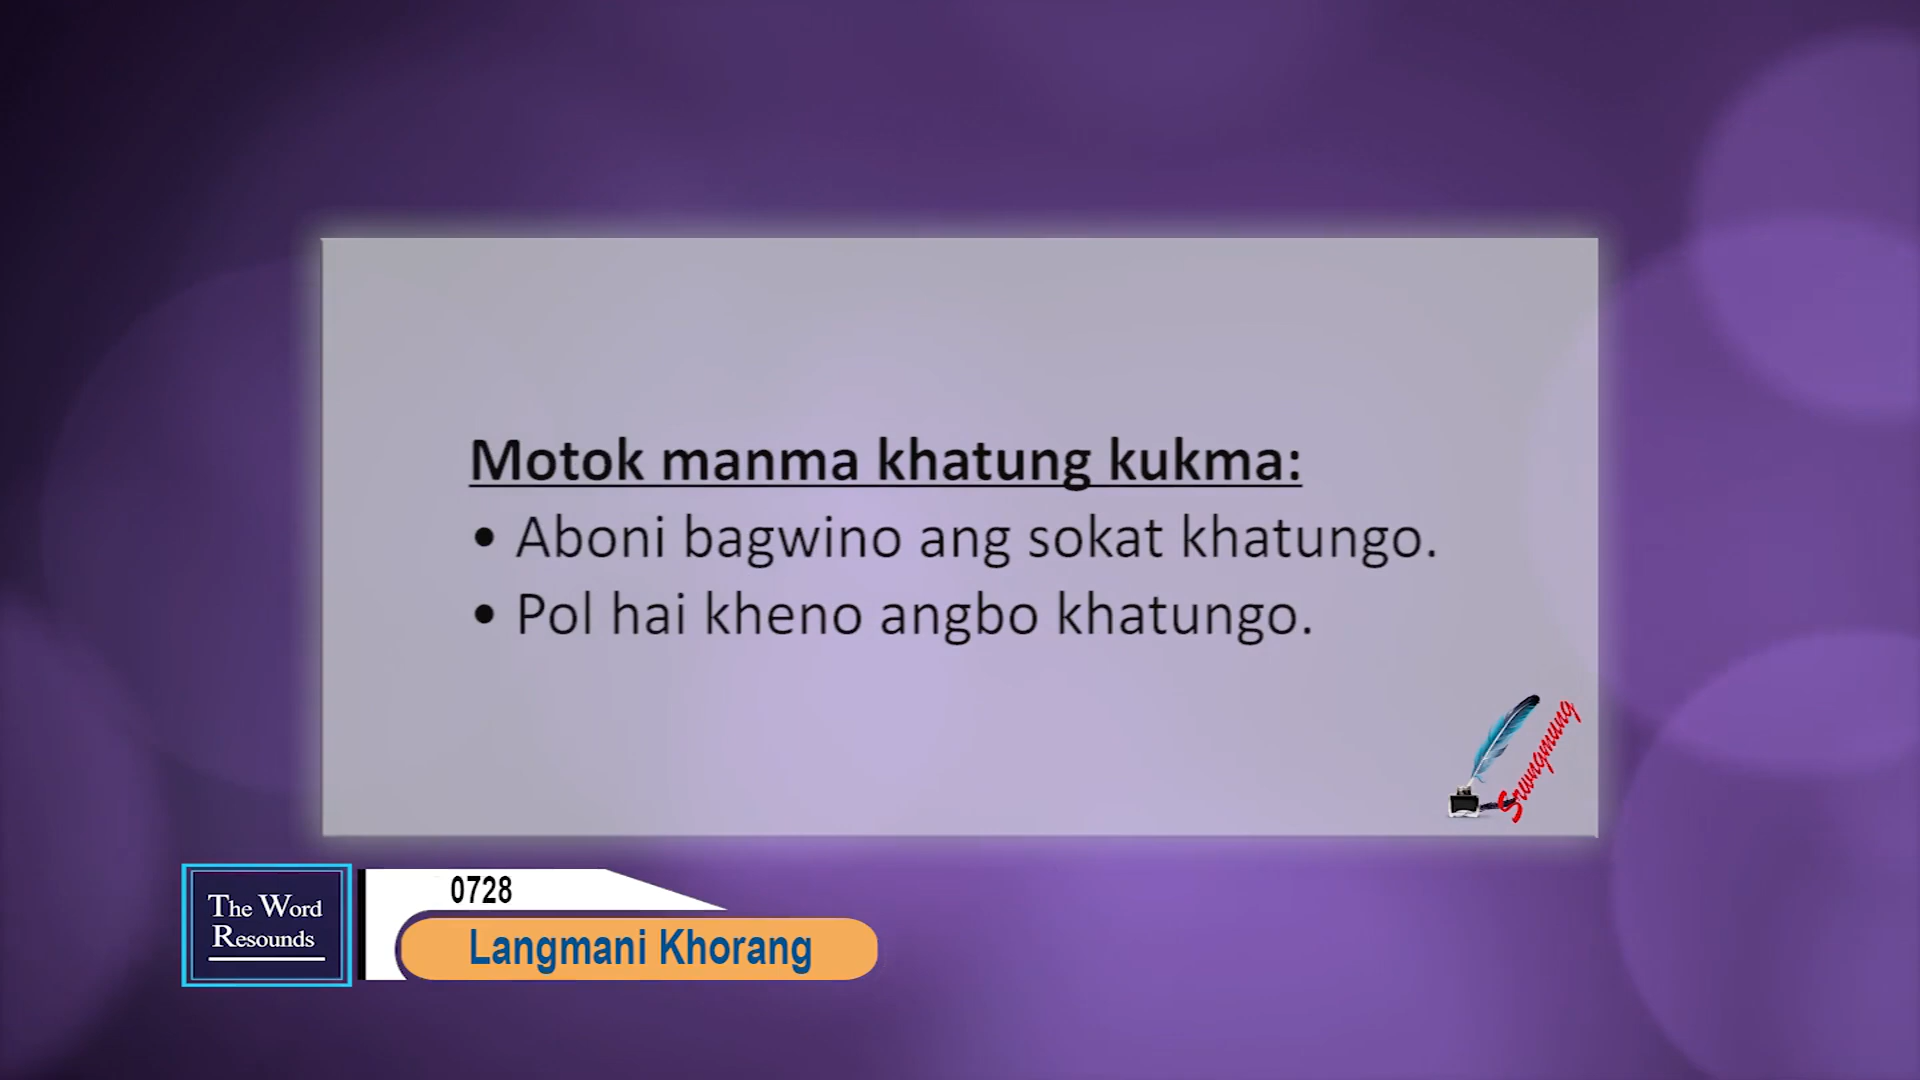 Motok manma khatung kukma:
• Aboni bagwino ang sokat khatungo.
• Pol hai kheno angbo khatungo.
Srungmung
The Word
Resounds
0728
Langmani Khorang